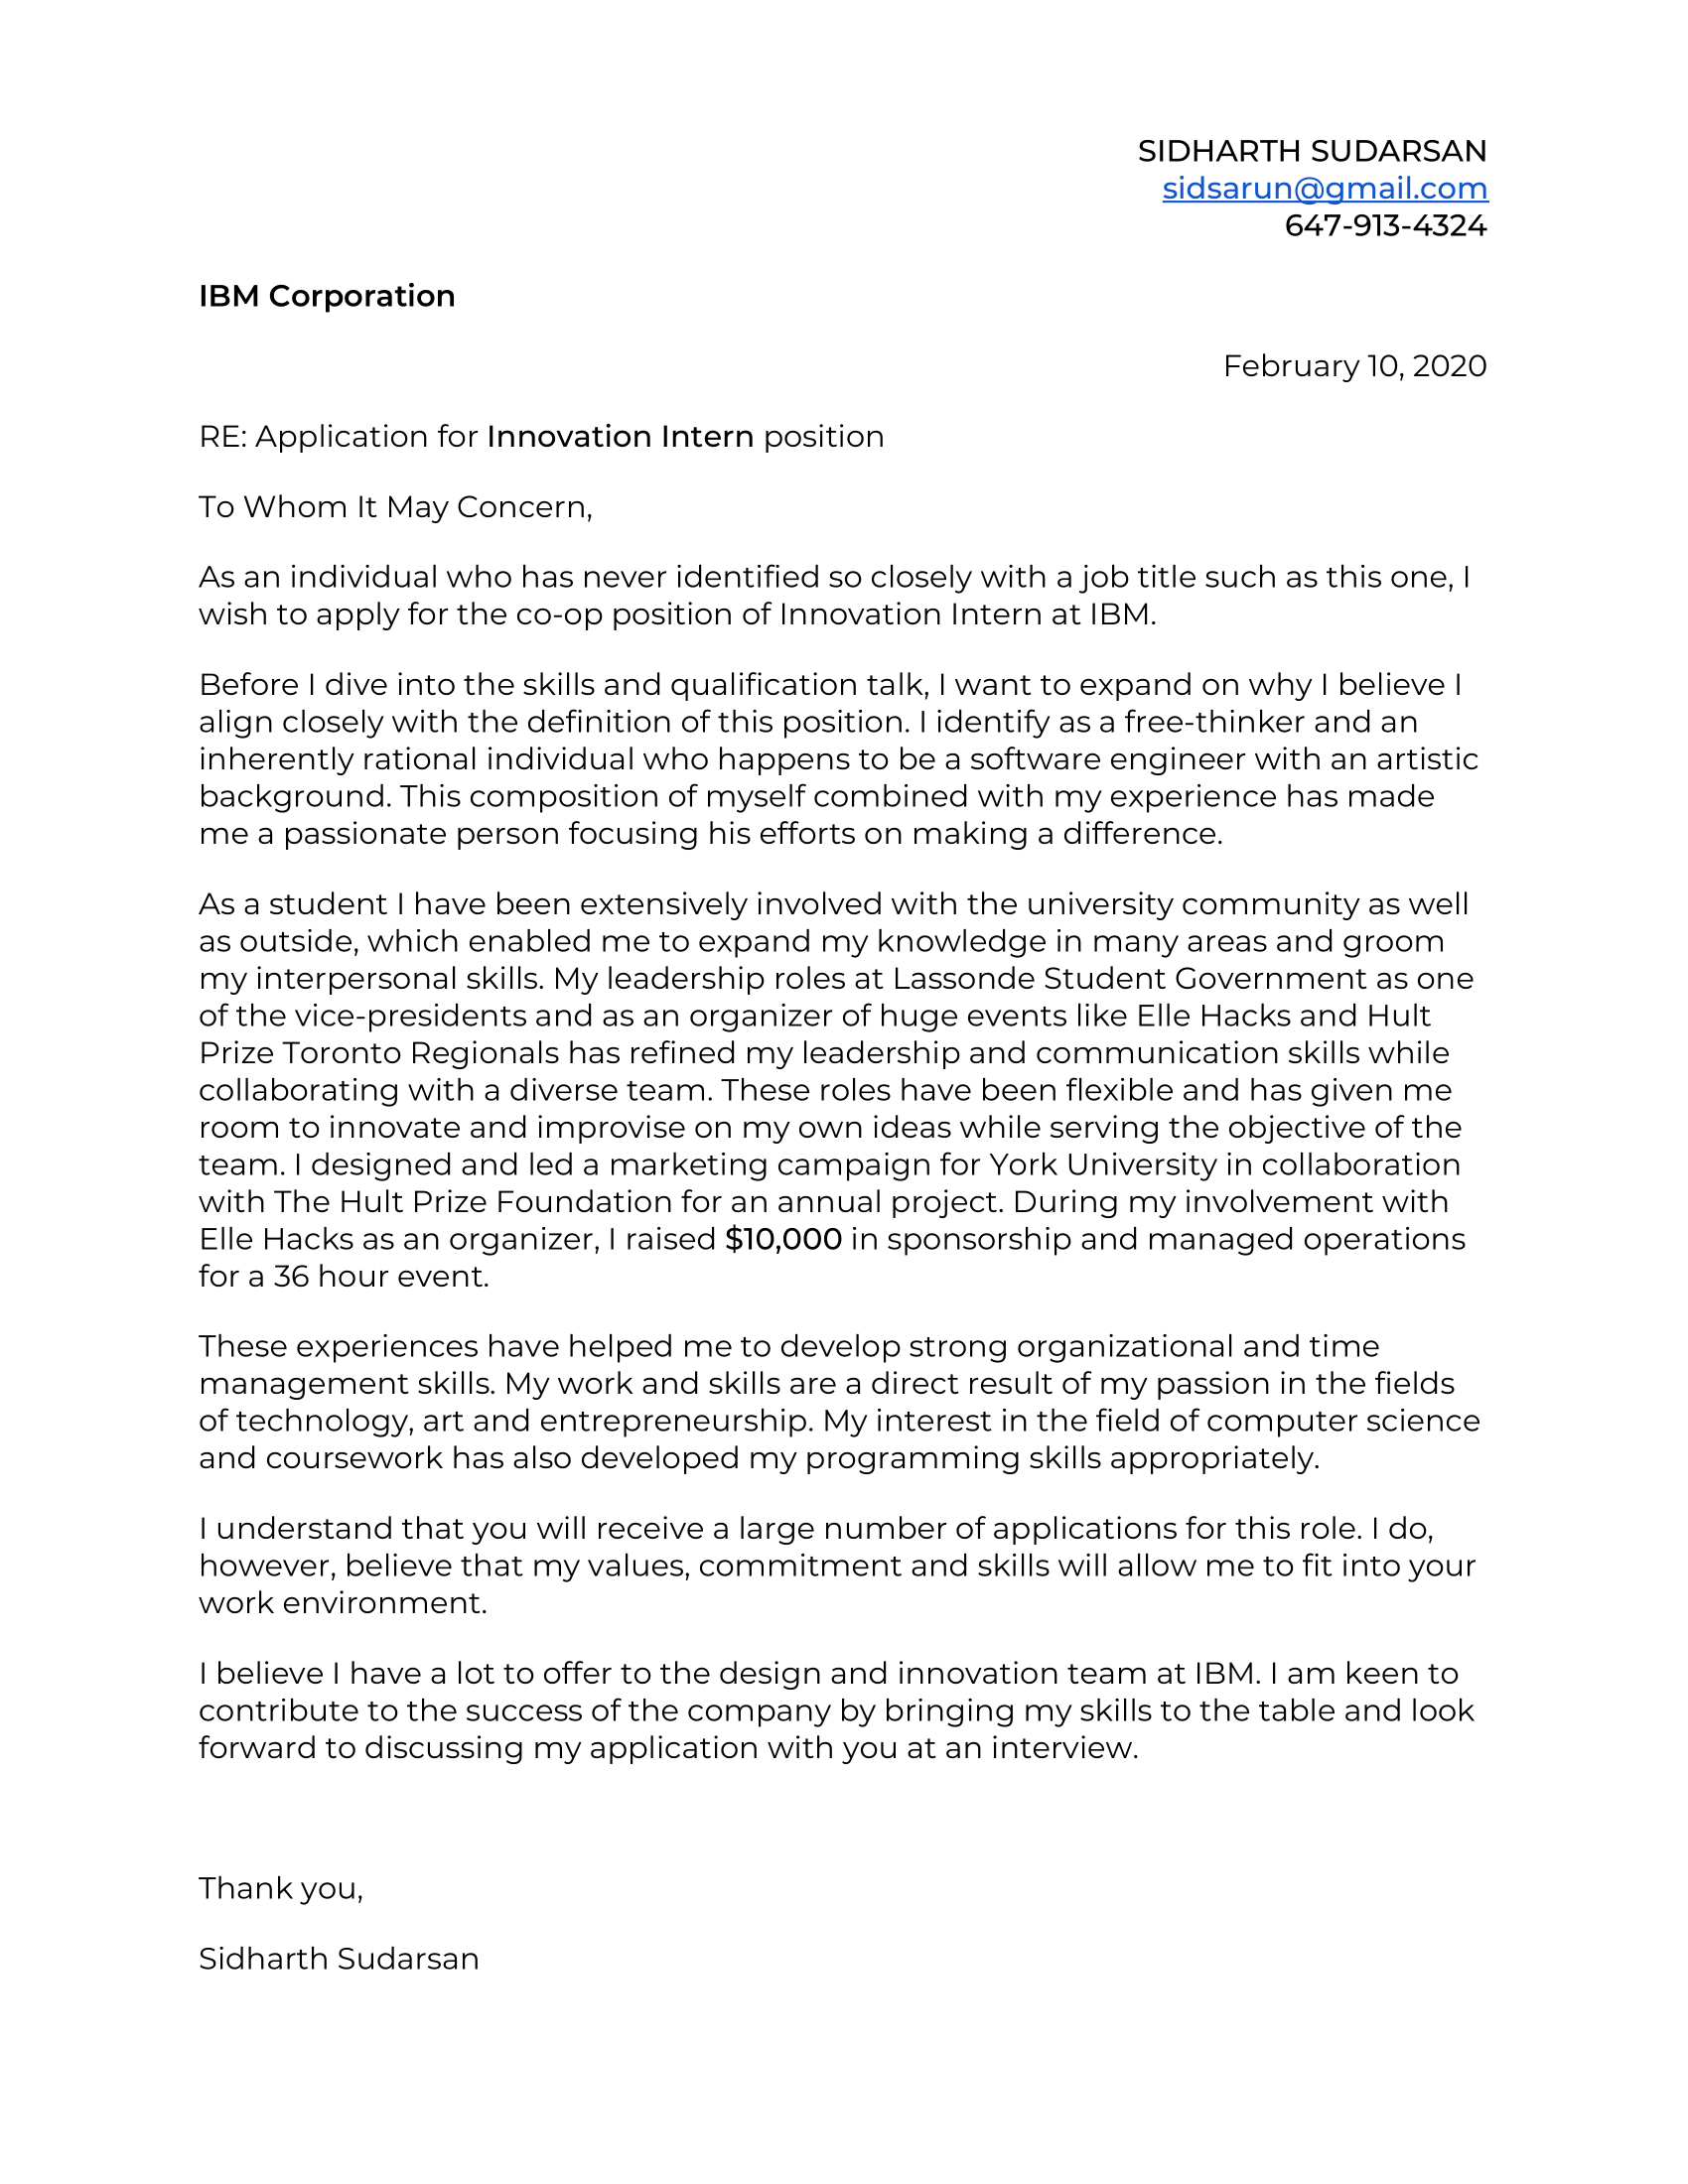 SIDHARTH SUDARSAN
sidsarun@gmail.com
647-913-4324
IBM Corporation
February 10, 2020
RE: Application for Innovation Intern position
To Whom It May Concern,
As an individual who has never identified so closely with a job title such as this one, I
wish to apply for the co-op position of Innovation Intern at IBM.
Before I dive into the skills and qualification talk, I want to expand on why I believe I
align closely with the definition of this position. I identify as a free-thinker and an
inherently rational individual who happens to be a software engineer with an artistic
background. This composition of myself combined with my experience has made
me a passionate person focusing his efforts on making a difference.
As a student I have been extensively involved with the university community as well
as outside, which enabled me to expand my knowledge in many areas and groom
my interpersonal skills. My leadership roles at Lassonde Student Government as one
of the vice-presidents and as an organizer of huge events like Elle Hacks and Hult
Prize Toronto Regionals has refined my leadership and communication skills while
collaborating with a diverse team. These roles have been flexible and has given me
room to innovate and improvise on my own ideas while serving the objective of the
team. I designed and led a marketing campaign for York University in collaboration
with The Hult Prize Foundation for an annual project. During my involvement with
Elle Hacks as an organizer, I raised $10,000 in sponsorship and managed operations
for a 36 hour event.
These experiences have helped me to develop strong organizational and time
management skills. My work and skills are a direct result of my passion in the fields
of technology, art and entrepreneurship. My interest in the field of computer science
and coursework has also developed my programming skills appropriately.
I understand that you will receive a large number of applications for this role. I do,
however, believe that my values, commitment and skills will allow me to fit into your
work environment.
I believe I have a lot to offer to the design and innovation team at IBM. I am keen to
contribute to the success of the company by bringing my skills to the table and look
forward to discussing my application with you at an interview.
Thank you,
Sidharth Sudarsan